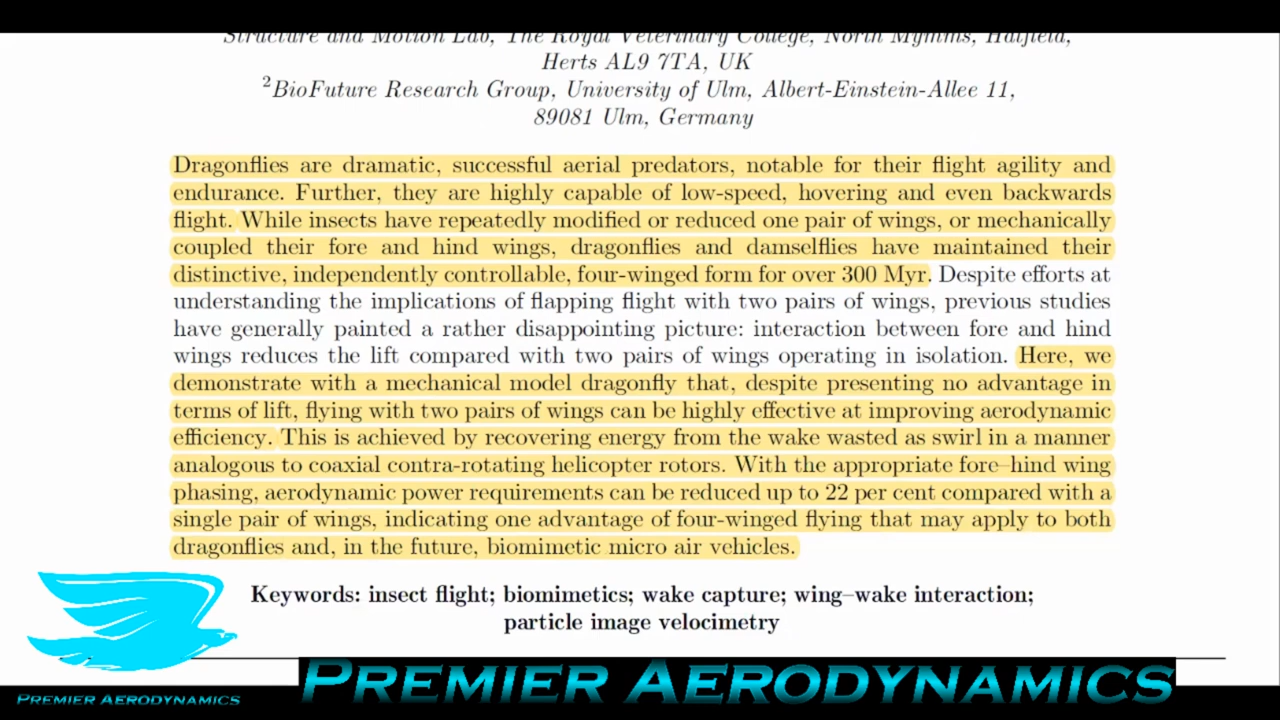 Structure and Motion Lab, The Royal Veterinary College, North Mymms, Hatfield,
Herts AL9 7TA, UK
²BioFuture Research Group, University of Ulm, Albert-Einstein-Allee 11,
89081 Ulm, Germany
Dragonflies are dramatic, successful aerial predators, notable for their flight agility and
endurance. Further, they are highly capable of low-speed, hovering and even backwards
flight. While insects have repeatedly modified or reduced one pair of wings, or mechanically
coupled their fore and hind wings, dragonflies and damselflies have maintained their
distinctive, independently controllable, four-winged form for over 300 Myr. Despite efforts at
understanding the implications of flapping flight with two pairs of wings, previous studies
have generally painted a rather disappointing picture: interaction between fore and hind
wings reduces the lift compared with two pairs of wings operating in isolation. Here, we
demonstrate with a mechanical model dragonfly that, despite presenting no advantage in
terms of lift, flying with two pairs of wings can be highly effective at improving aerodynamic
efficiency. This is achieved by recovering energy from the wake wasted as swirl in a manner
analogous to coaxial contra-rotating helicopter rotors. With the appropriate fore–hind wing
phasing, aerodynamic power requirements can be reduced up to 22 per cent compared with a
single pair of wings, indicating one advantage of four-winged flying that may apply to both
dragonflies and, in the future, biomimetic micro air vehicles.
Keywords: insect flight; biomimetics; wake capture; wing–wake interaction;
particle image velocimetry
PREMIER AERODYNAMICS
PREMIER AERODYNAMICS